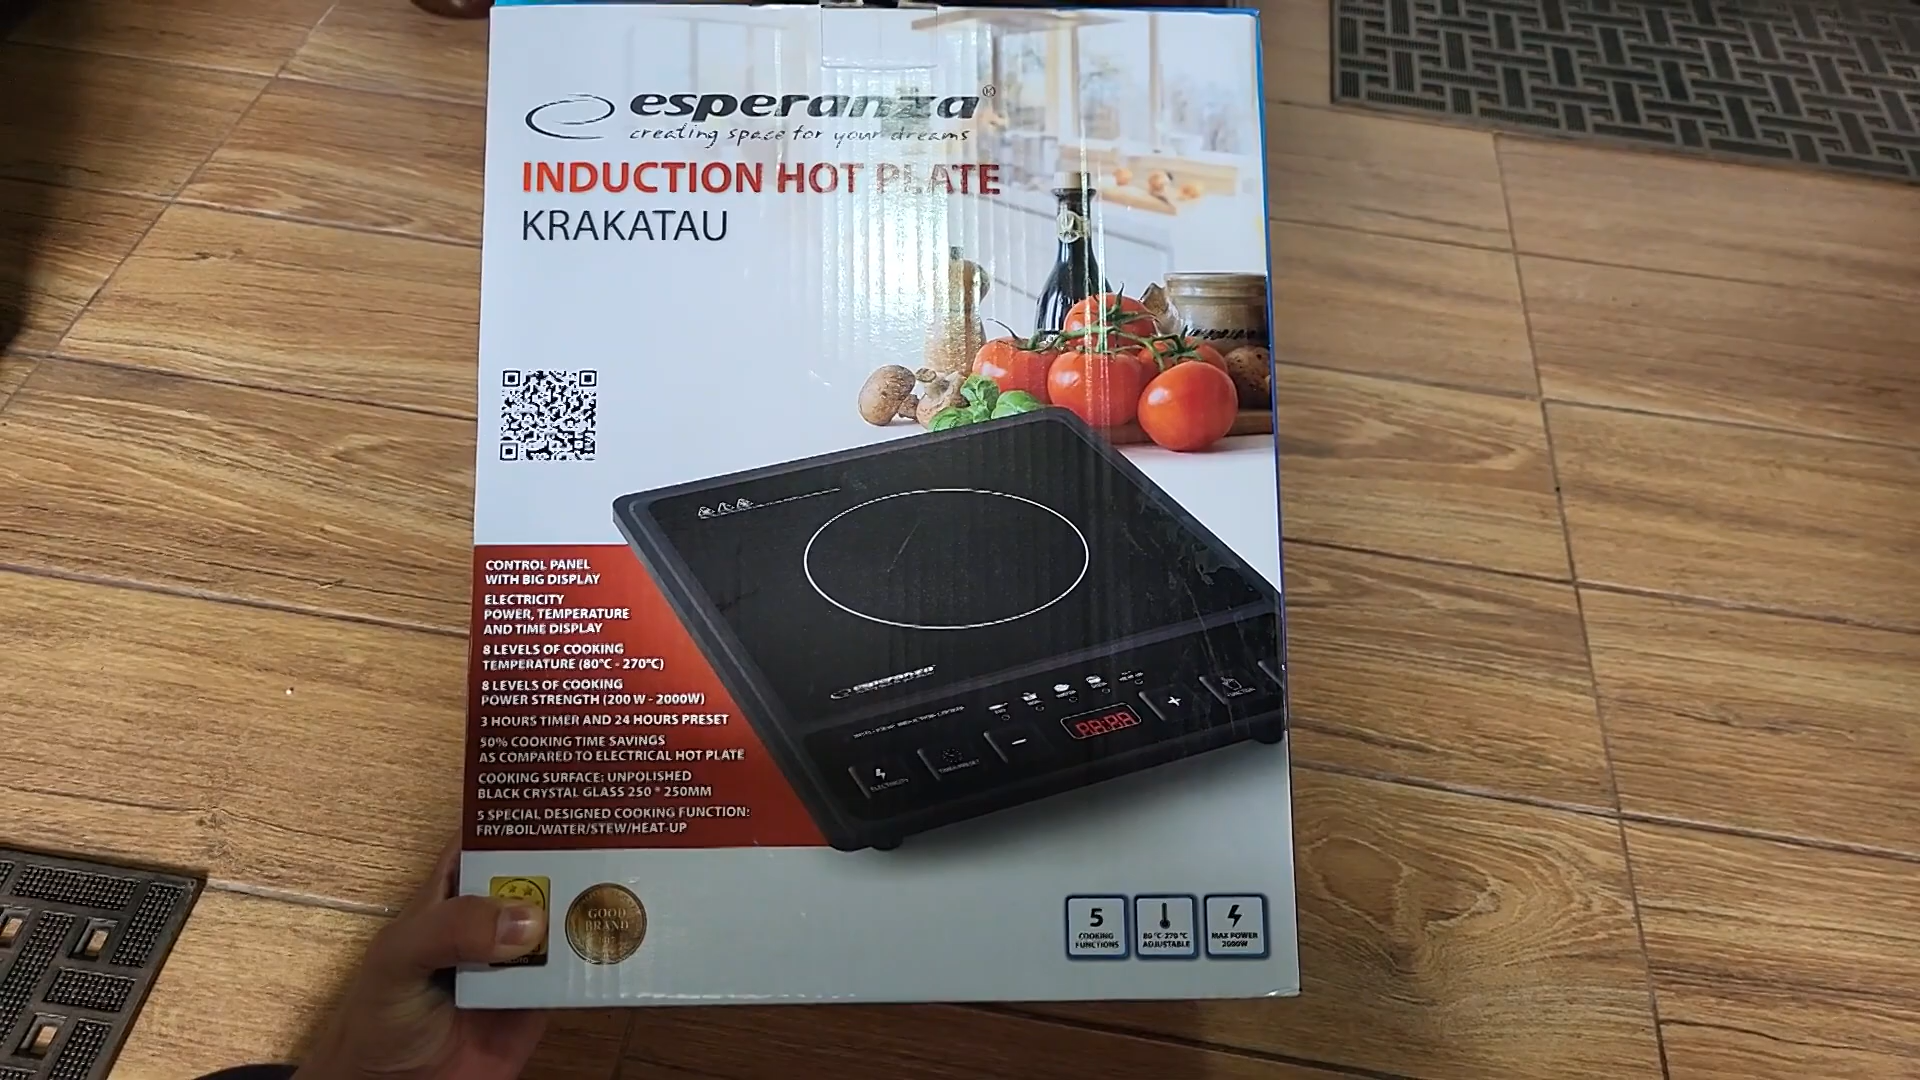 esperanza®
creating space for your dreams
INDUCTION HOT PLATE
KRAKATAU
CONTROL PANEL
WITH BIG DISPLAY
ELECTRICITY
POWER, TEMPERATURE
AND TIME DISPLAY
8 LEVELS OF COOKING
TEMPERATURE (80°C - 270°C)
8 LEVELS OF COOKING
POWER STRENGTH (200 W - 2000W)
3 HOURS TIMER AND 24 HOURS PRESET
50% COOKING TIME SAVINGS
AS COMPARED TO ELECTRICAL HOT PLATE
COOKING SURFACE: UNPOLISHED
BLACK CRYSTAL GLASS 250 * 250MM
5 SPECIAL DESIGNED COOKING FUNCTION:
FRY/BOIL/WATER/STEW/HEAT-UP
esperanza
ELECTRICITY
GOOD
BRAND
5
COOKING
FUNCTIONS
80 °C-270 °C
ADJUSTABLE
MAX POWER
2000W